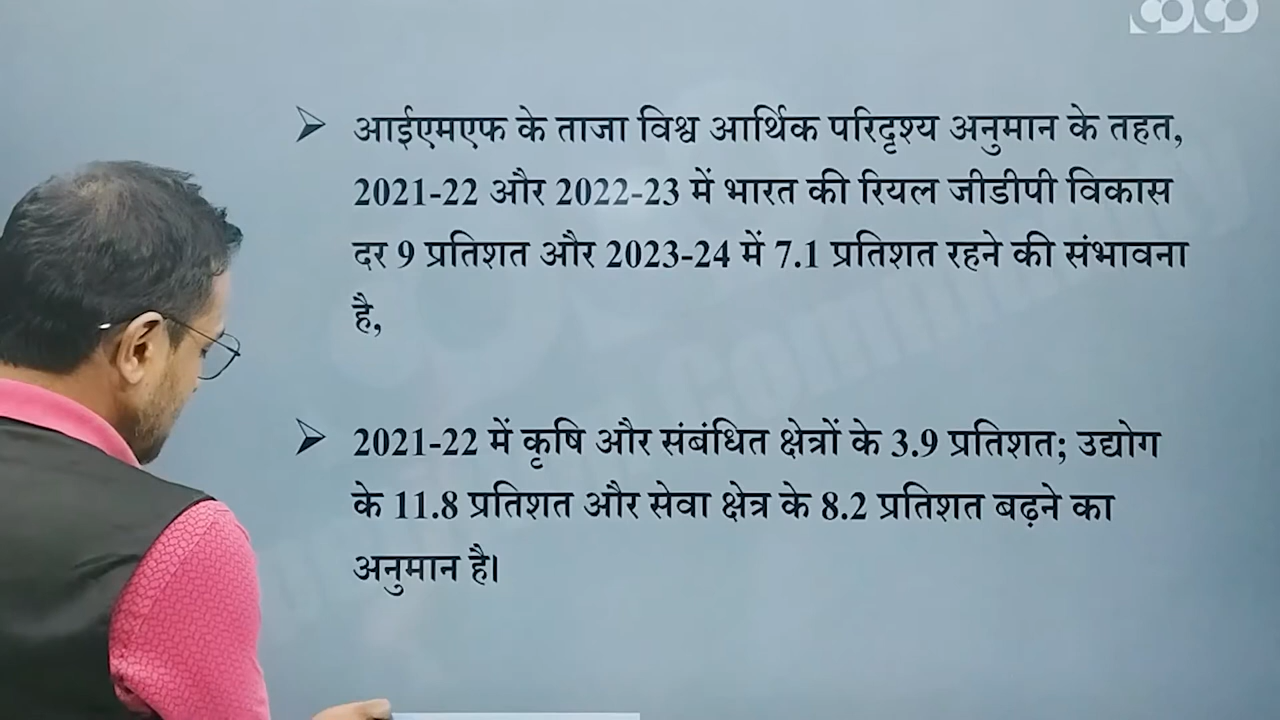 आईएमएफ के ताजा विश्व आर्थिक परिदृश्य अनुमान के तहत,
2021-22 और 2022-23 में भारत की रियल जीडीपी विकास
दर 9 प्रतिशत और 2023-24 में 7.1 प्रतिशत रहने की संभावना
है,
2021-22 में कृषि और संबंधित क्षेत्रों के 3.9 प्रतिशत; उद्योग
के 11.8 प्रतिशत और सेवा क्षेत्र के 8.2 प्रतिशत बढ़ने का
अनुमान है।